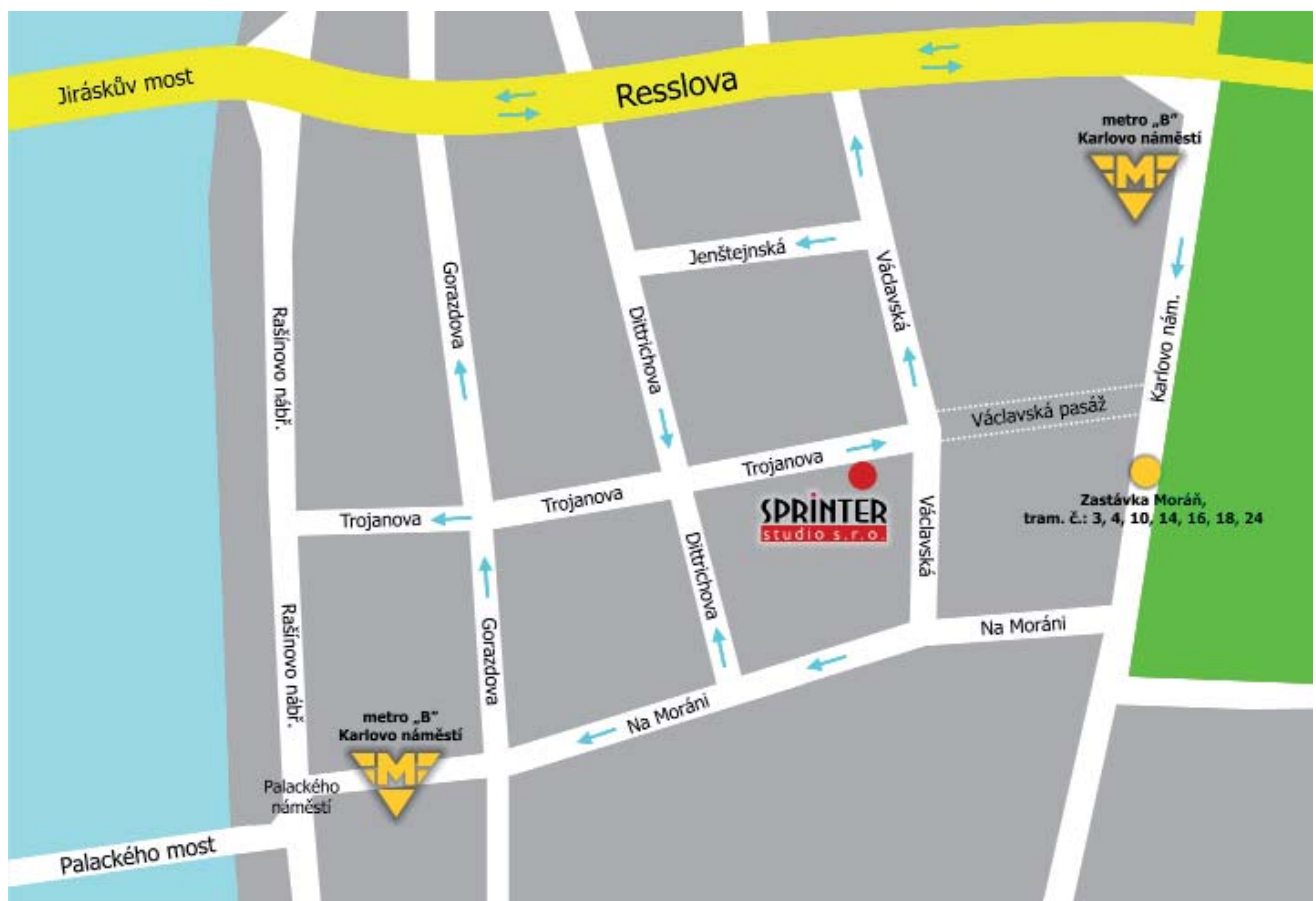 Jiráskův most
Resslova
metro „B”
Karlovo náměstí
M
Jenštejnská
Gorazdova
Václavská
Rašínovo nábř.
Dittrichova
Karlovo nám.
Václavská pasáž
Trojanova
Trojanova
Trojanova
SPRINTER
studio s.r.o.
Zastávka Moráň,
tram. č.: 3, 4, 10, 14, 16, 18, 24
Václavská
Dittrichova
Rašínovo nábř.
Gorazdova
Na Moráni
Na Moráni
metro „B”
Karlovo náměstí
M
Palackého
náměstí
Palackého most